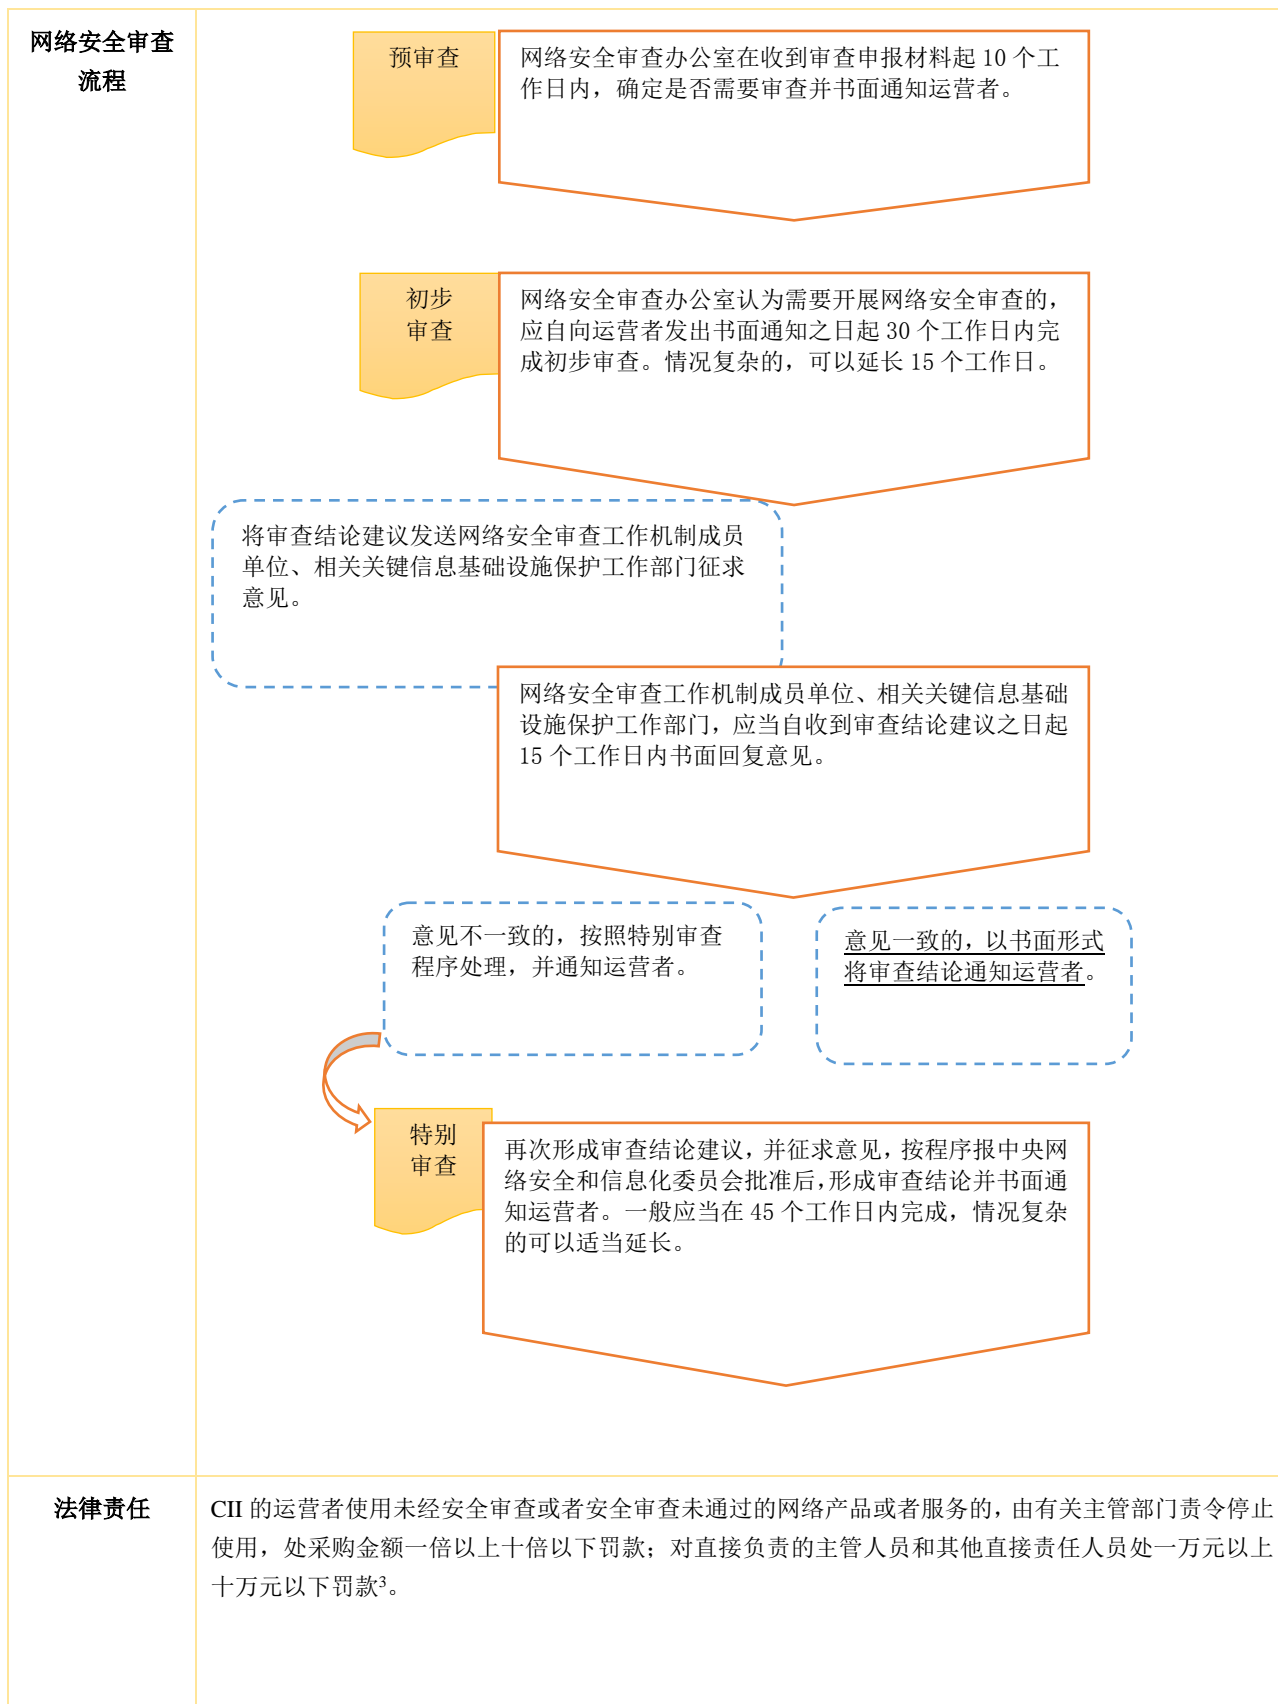 网络安全审查
流程
预审查
网络安全审查办公室在收到审查申报材料起 10 个工
作日内，确定是否需要审查并书面通知运营者。
初步
审查
网络安全审查办公室认为需要开展网络安全审查的，
应自向运营者发出书面通知之日起 30 个工作日内完
成初步审查。情况复杂的，可以延长 15 个工作日。
将审查结论建议发送网络安全审查工作机制成员
单位、相关关键信息基础设施保护工作部门征求
意见。
网络安全审查工作机制成员单位、相关关键信息基础
设施保护工作部门，应当自收到审查结论建议之日起
15 个工作日内书面回复意见。
意见不一致的，按照特别审查
程序处理，并通知运营者。
意见一致的，以书面形式
将审查结论通知运营者。
特别
审查
再次形成审查结论建议，并征求意见，按程序报中央网
络安全和信息化委员会批准后，形成审查结论并书面通
知运营者。一般应当在 45 个工作日内完成，情况复杂
的可以适当延长。
法律责任
CII 的运营者使用未经安全审查或者安全审查未通过的网络产品或者服务的，由有关主管部门责令停止
使用，处采购金额一倍以上十倍以下罚款；对直接负责的主管人员和其他直接责任人员处一万元以上
十万元以下罚款³。